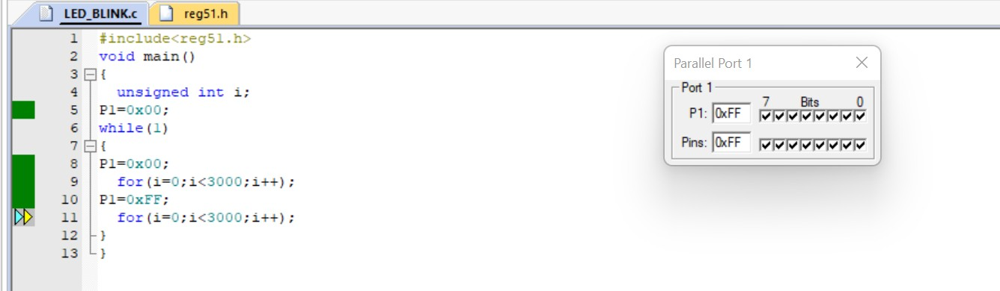 LED_BLINK.c reg51.h
1 #include<reg51.h>
2 void main()
3 {
4 unsigned int i;
5 P1=0x00;
6 while(1)
7 {
8 P1=0x00;
9 for(i=0;i<3000;i++);
10 P1=0xFF;
11 for(i=0;i<3000;i++);
12 }
13 }
Parallel Port 1
Port 1
7 Bits 0
P1: 0xFF
Pins: 0xFF